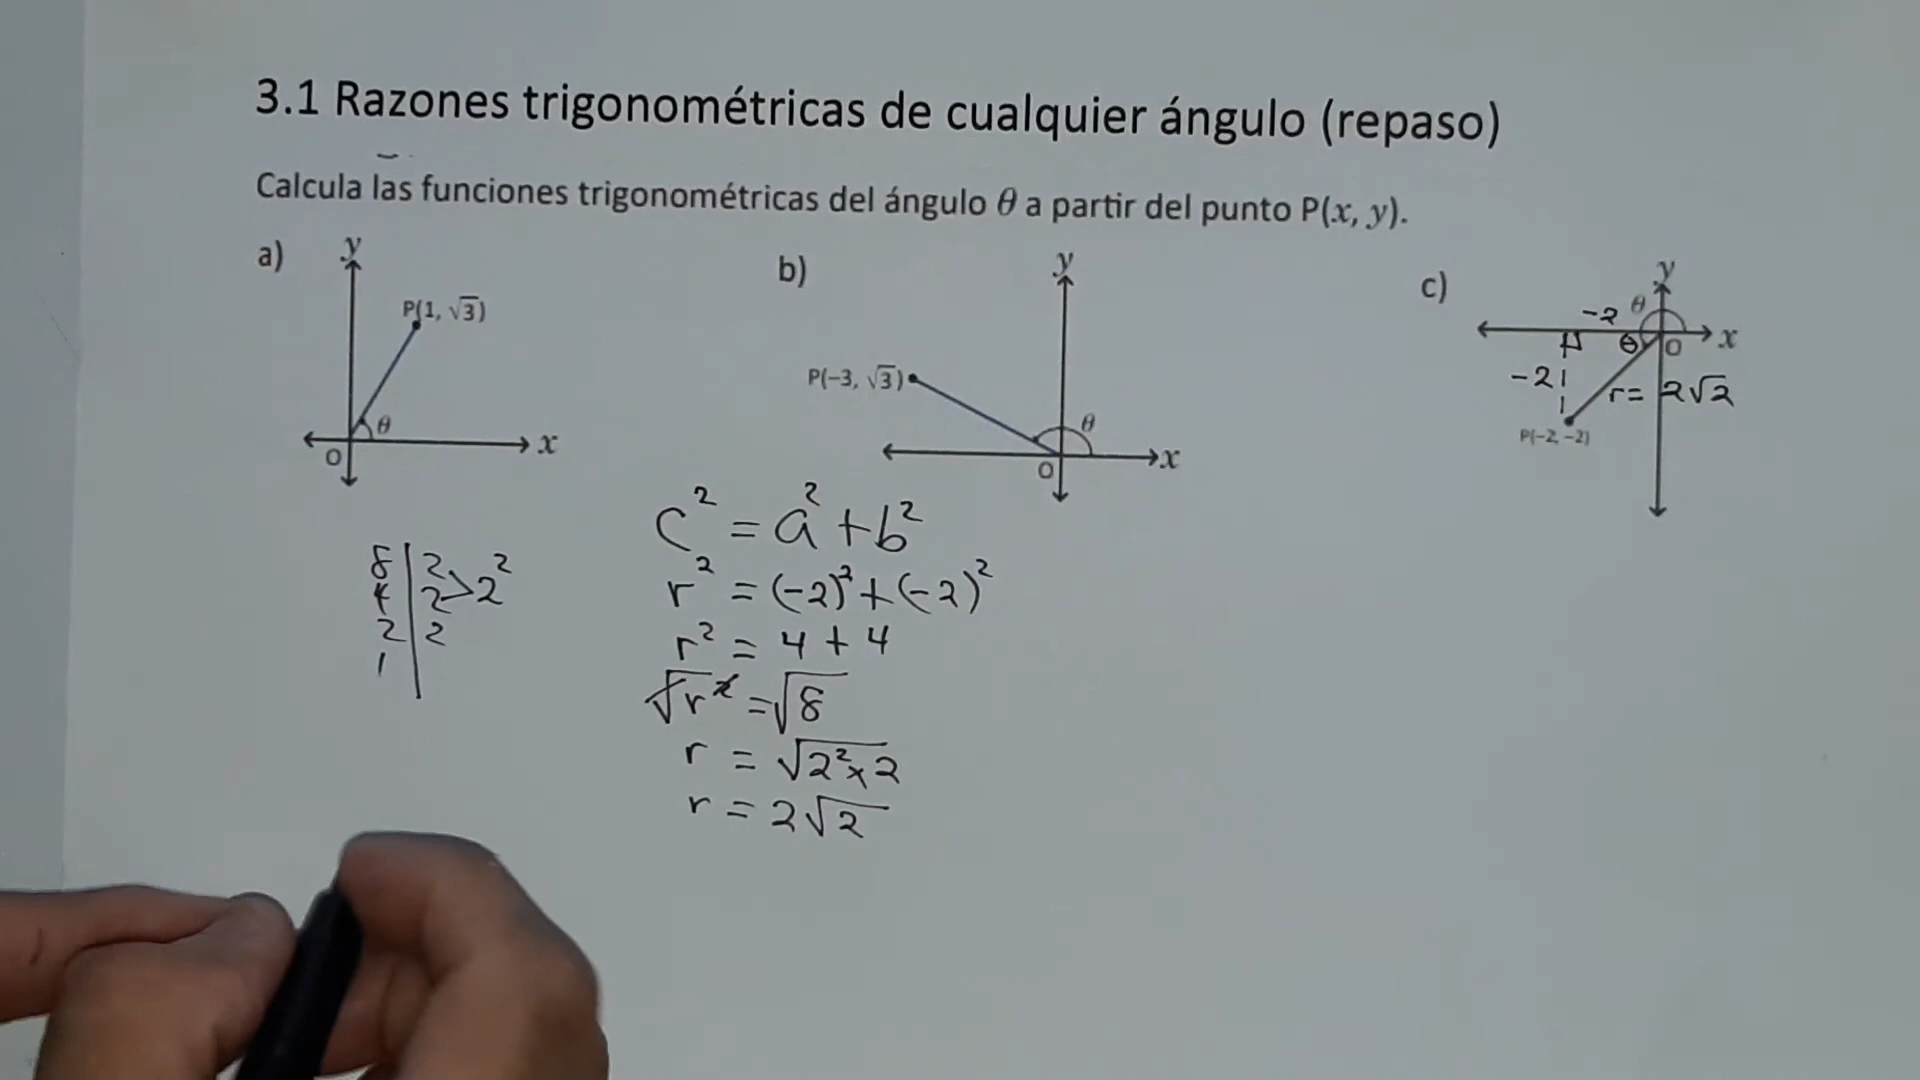 3.1 Razones trigonométricas de cualquier ángulo (repaso)
Calcula las funciones trigonométricas del ángulo θ a partir del punto P(x, y).
a)
y
P(1, √3)
θ
x
O
b)
y
P(−3, √3)
θ
x
O
c)
y
-2
θ
x
θ
O
-2
r= 2√2
P(−2, −2)
8 | 2
4 | 2 > 2²
2 | 2
1 |
c² = a² + b²
r² = (-2)² + (-2)²
r² = 4 + 4
√r² = √8
r = √2²×2
r = 2√2